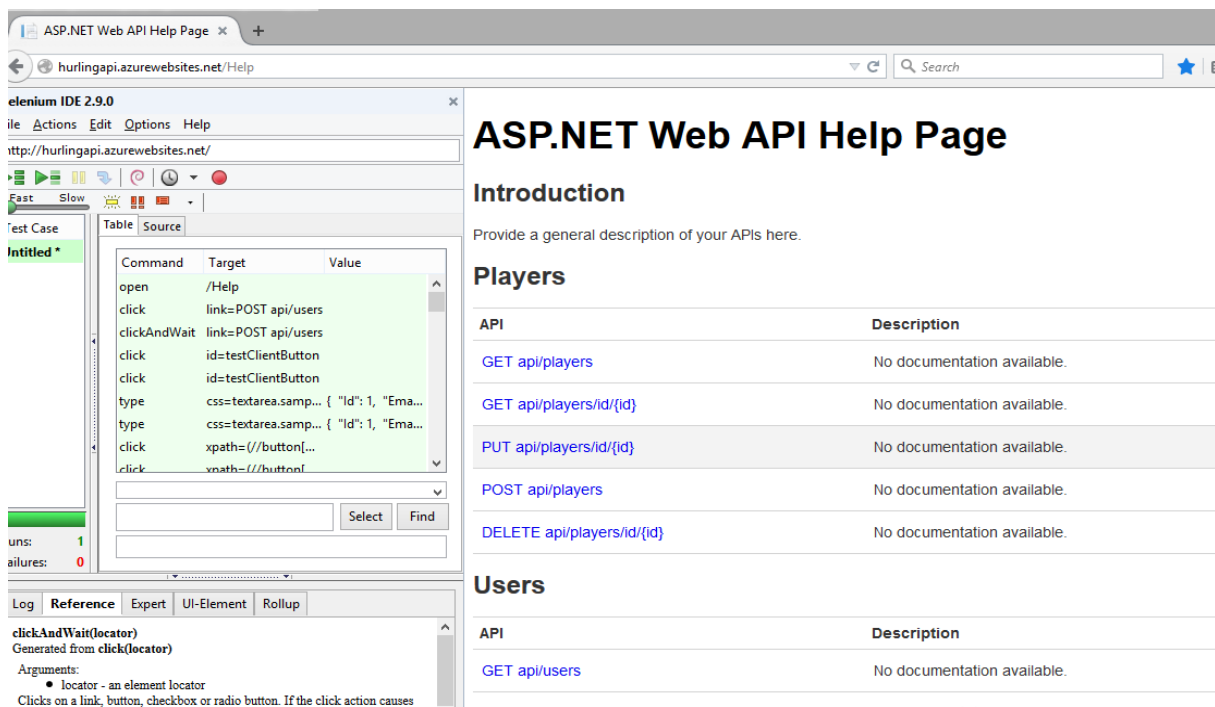 ASP.NET Web API Help Page × +
hurlingapi.azurewebsites.net/Help
Search
elenium IDE 2.9.0 ×
ile Actions Edit Options Help
http://hurlingapi.azurewebsites.net/
Fast Slow
Test Case
Untitled *
Table Source
Command Target Value
open /Help
click link=POST api/users
clickAndWait link=POST api/users
click id=testClientButton
click id=testClientButton
type css=textarea.samp... { "Id": 1, "Ema...
type css=textarea.samp... { "Id": 1, "Ema...
click xpath=(//button[...
click xpath=(//button[
Select Find
uns: 1
ailures: 0
Log Reference Expert UI-Element Rollup
clickAndWait(locator)
Generated from click(locator)
Arguments:
• locator - an element locator
Clicks on a link, button, checkbox or radio button. If the click action causes
ASP.NET Web API Help Page
Introduction
Provide a general description of your APIs here.
Players
API Description
GET api/players No documentation available.
GET api/players/id/{id} No documentation available.
PUT api/players/id/{id} No documentation available.
POST api/players No documentation available.
DELETE api/players/id/{id} No documentation available.
Users
API Description
GET api/users No documentation available.